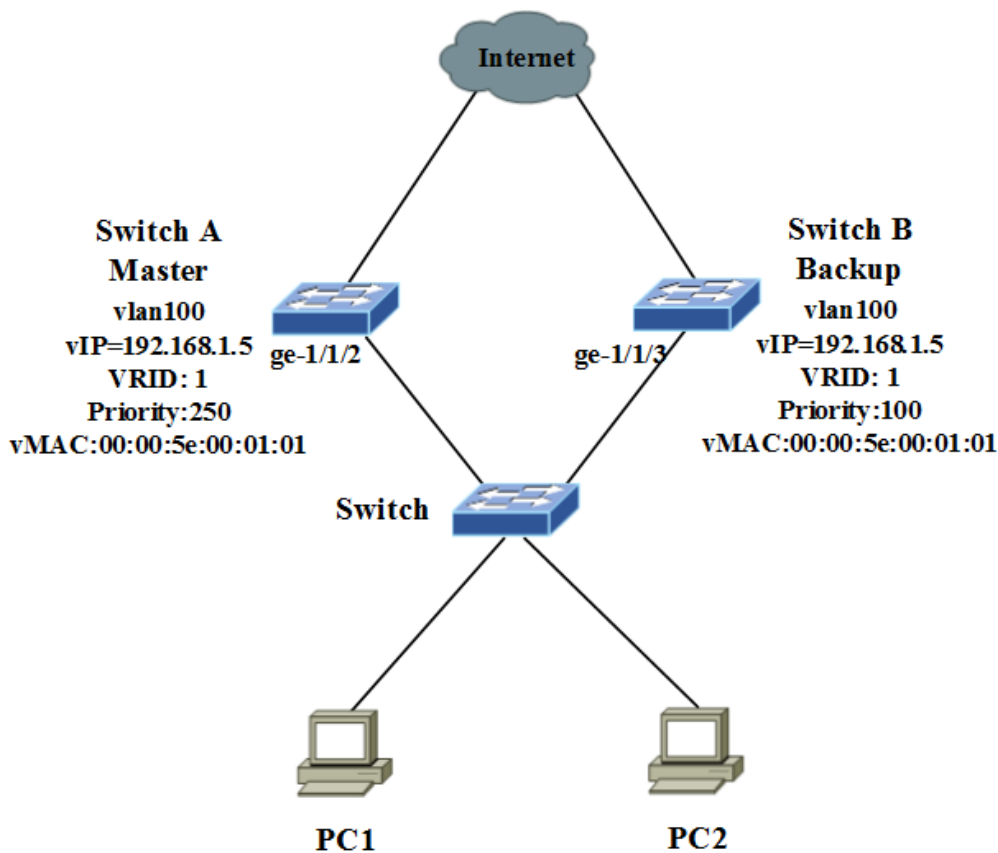 Internet
Switch A
Master
vlan100
vIP=192.168.1.5
VRID: 1
Priority:250
vMAC:00:00:5e:00:01:01
ge-1/1/2
Switch B
Backup
vlan100
vIP=192.168.1.5
VRID: 1
Priority:100
vMAC:00:00:5e:00:01:01
ge-1/1/3
Switch
PC1
PC2